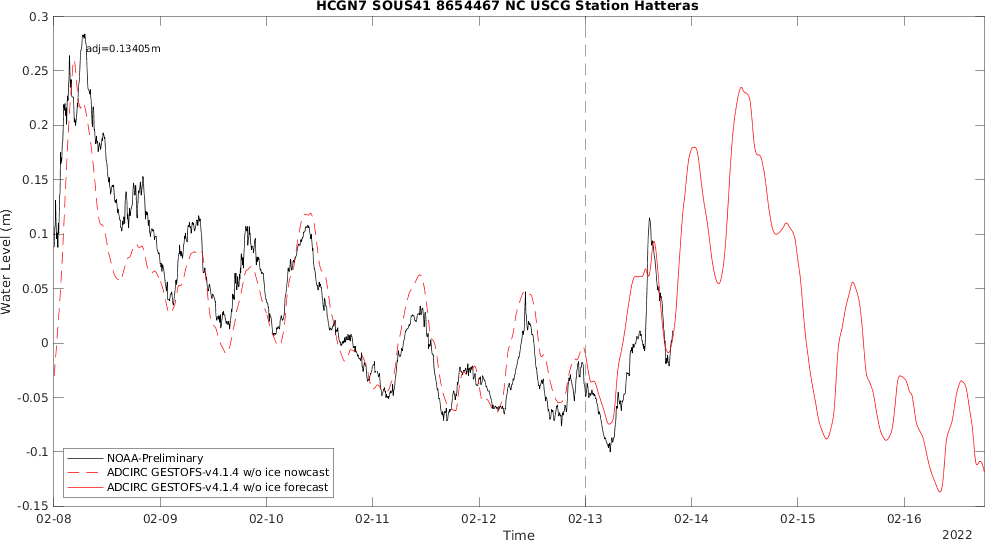 HCGN7 SOUS41 8654467 NC USCG Station Hatteras
adj=0.13405m
0.3
0.25
0.2
0.15
0.1
0.05
0
-0.05
-0.1
-0.15
Water Level (m)
NOAA-Preliminary
ADCIRC GESTOFS-v4.1.4 w/o ice nowcast
ADCIRC GESTOFS-v4.1.4 w/o ice forecast
02-08 02-09 02-10 02-11 02-12 02-13 02-14 02-15 02-16
Time
2022